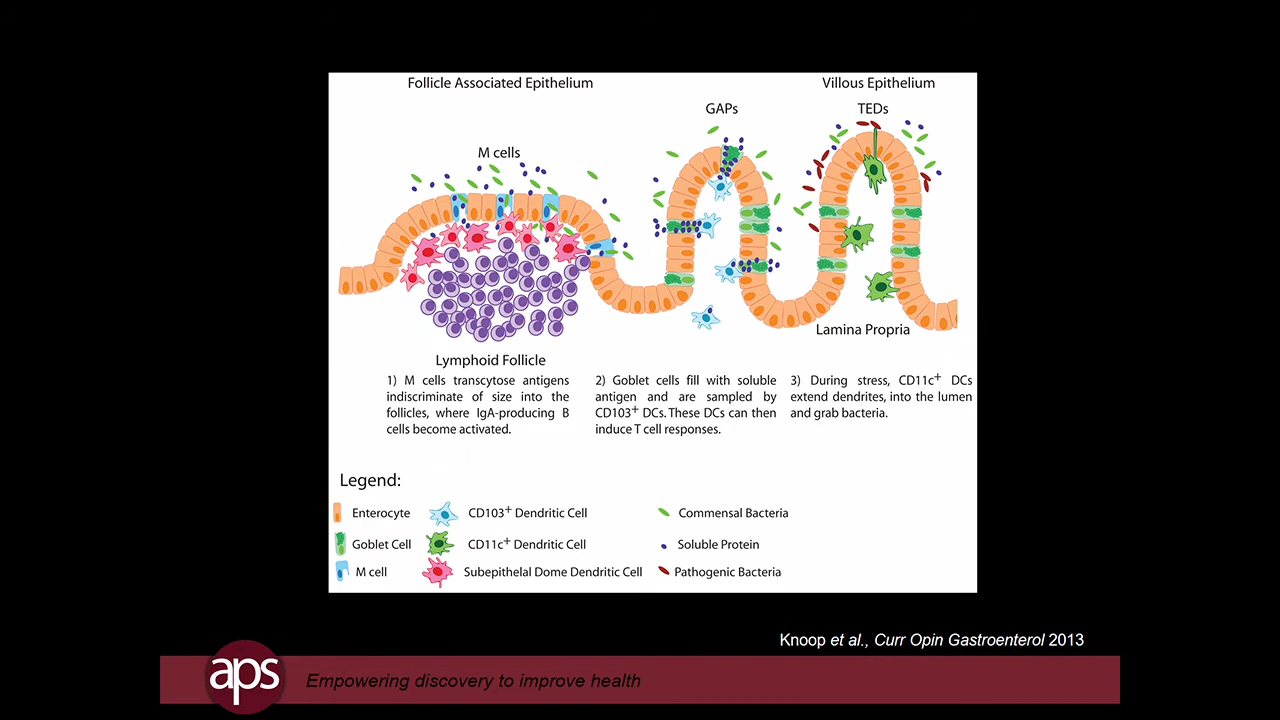 Follicle Associated Epithelium
Villous Epithelium
GAPs
TEDs
M cells
Lamina Propria
Lymphoid Follicle
1) M cells transcytose antigens
indiscriminate of size into the
follicles, where IgA-producing B
cells become activated.
2) Goblet cells fill with soluble
antigen and are sampled by
CD103+ DCs. These DCs can then
induce T cell responses.
3) During stress, CD11c+ DCs
extend dendrites, into the lumen
and grab bacteria.
Legend:
Enterocyte
CD103+ Dendritic Cell
Commensal Bacteria
Goblet Cell
CD11c+ Dendritic Cell
Soluble Protein
M cell
Subepithelal Dome Dendritic Cell
Pathogenic Bacteria
Knoop et al., Curr Opin Gastroenterol 2013
aps
Empowering discovery to improve health